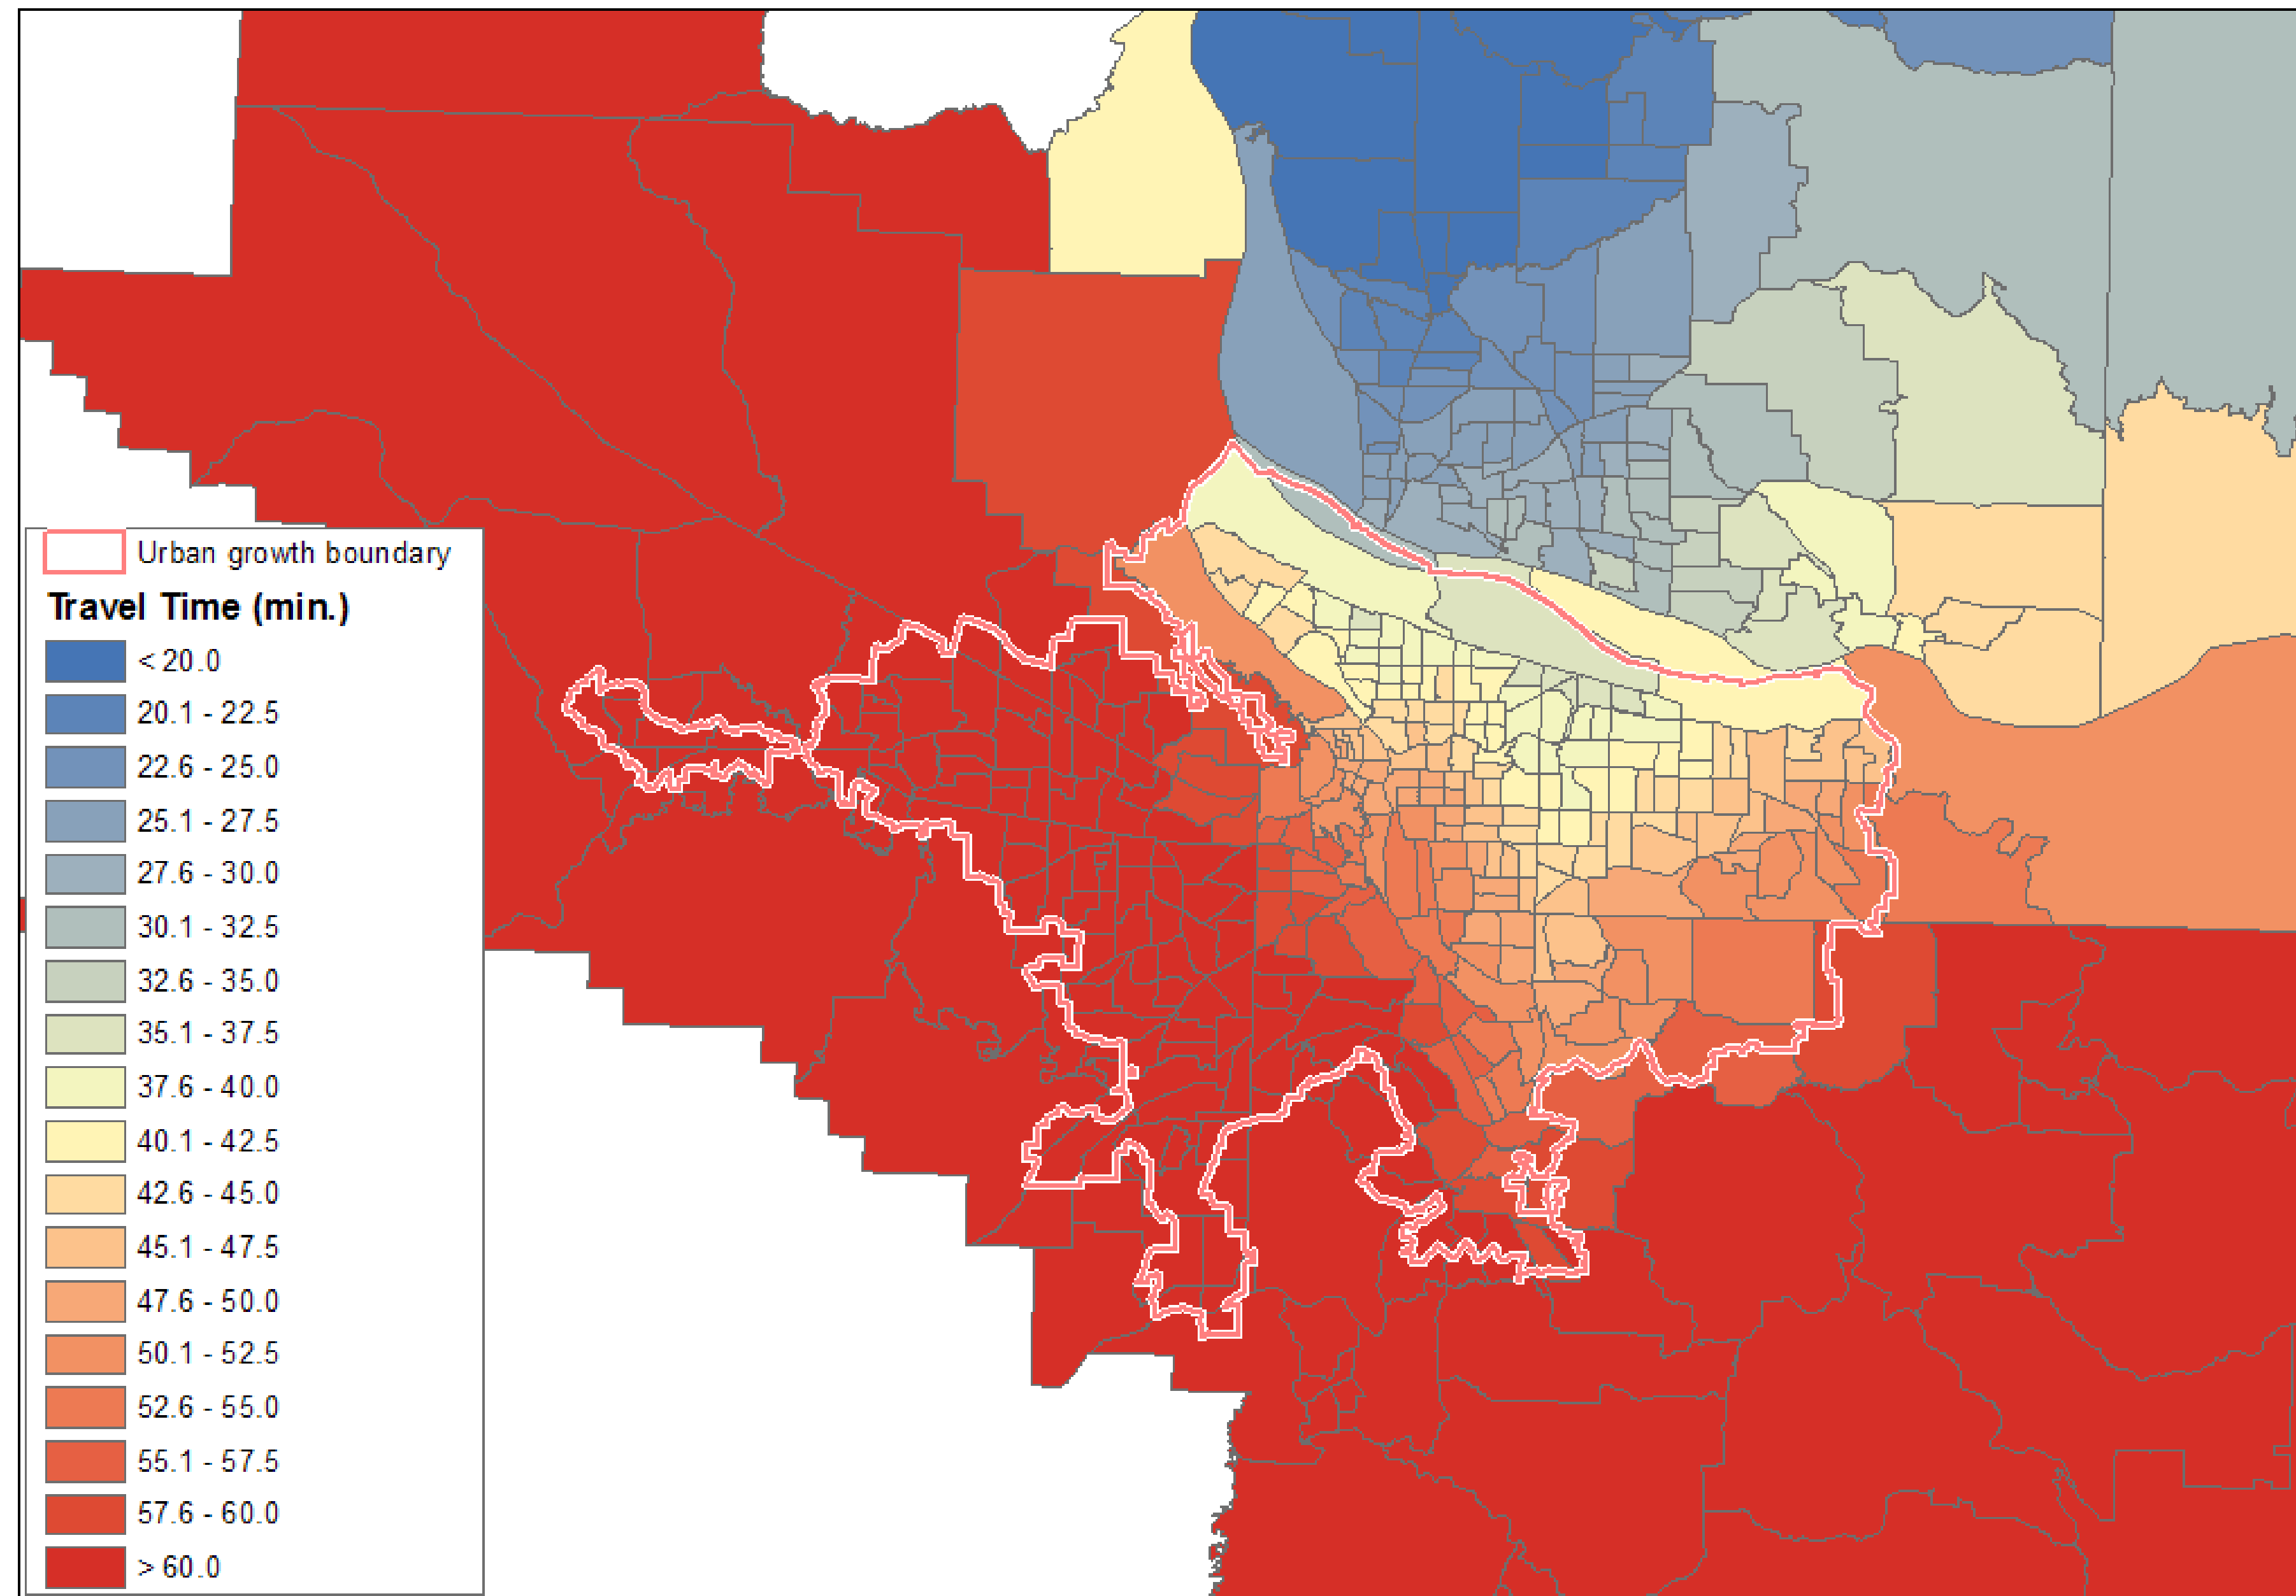 Urban growth boundary
Travel Time (min.)
< 20.0
20.1 - 22.5
22.6 - 25.0
25.1 - 27.5
27.6 - 30.0
30.1 - 32.5
32.6 - 35.0
35.1 - 37.5
37.6 - 40.0
40.1 - 42.5
42.6 - 45.0
45.1 - 47.5
47.6 - 50.0
50.1 - 52.5
52.6 - 55.0
55.1 - 57.5
57.6 - 60.0
> 60.0